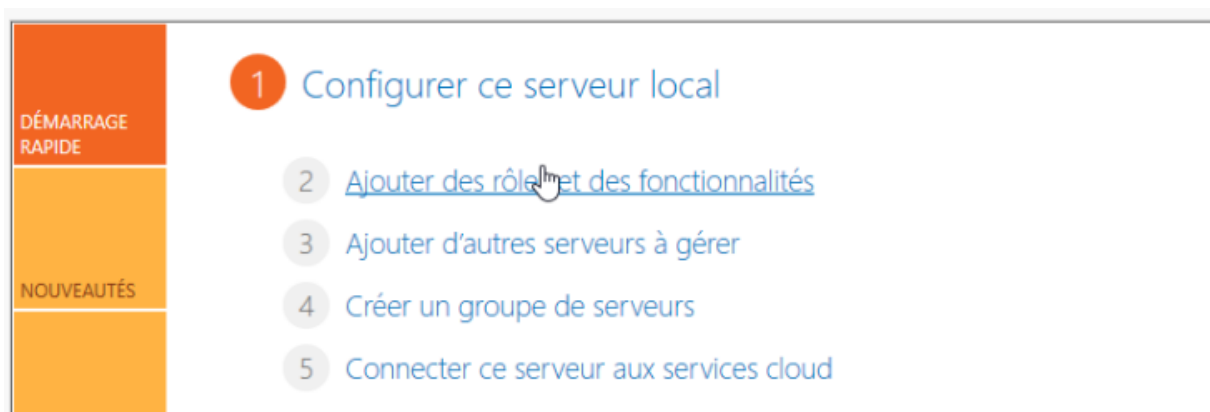 DÉMARRAGE
RAPIDE
NOUVEAUTÉS
1 Configurer ce serveur local
2 Ajouter des rôles et des fonctionnalités
3 Ajouter d’autres serveurs à gérer
4 Créer un groupe de serveurs
5 Connecter ce serveur aux services cloud